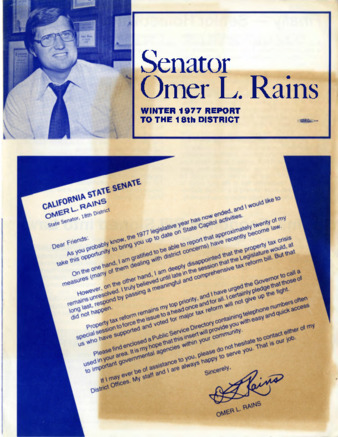 Senator
Omer L. Rains
WINTER 1977 REPORT
TO THE 18th DISTRICT
CALIFORNIA STATE SENATE
OMER L. RAINS
State Senator, 18th District
Dear Friends:
As you probably know, the 1977 legislative year has now ended, and I would like to
take this opportunity to bring you up to date on State Capitol activities.
On the one hand, I am gratified to be able to report that approximately twenty of my
measures (many of them dealing with district concerns) have recently become law.
However, on the other hand, I am deeply disappointed that the property tax crisis
remains unresolved. I truly believed until late in the session that the Legislature would, at
long last, respond by passing a meaningful and comprehensive tax reform bill. But that
did not happen.
Property tax reform remains my top priority, and I have urged the Governor to call a
special session to force the issue to a head once and for all. I certainly pledge that those of
us who have supported and voted for major tax reform will not give up the fight.
Please find enclosed a Public Service Directory containing telephone numbers often
used in your area. It is my hope that this insert will provide you with easy and quick access
to important governmental agencies within your community.
If I may ever be of assistance to you, please do not hesitate to contact either of my
District Offices. My staff and I are always happy to serve you. That is our job.
Sincerely,
OMER L. RAINS